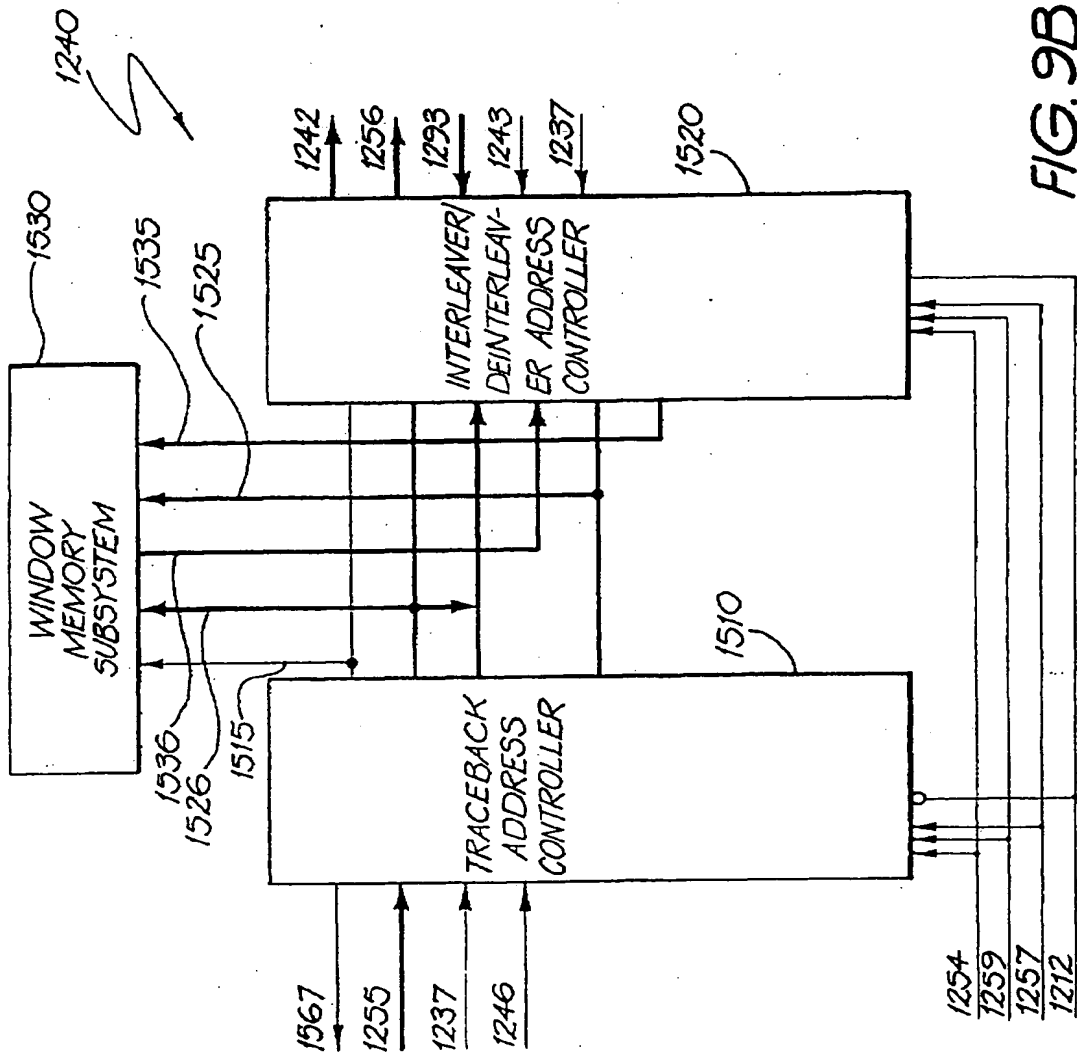 1240
1530
WINDOW
MEMORY
SUBSYSTEM
1535
1525
1536
1526
1515
1242
1256
1293
1243
1237
INTERLEAVER/
DEINTERLEAV-
ER ADDRESS
CONTROLLER
1520
1510
TRACEBACK
ADDRESS
CONTROLLER
1567
1255
1237
1246
1254
1259
1257
1212
FIG. 9B